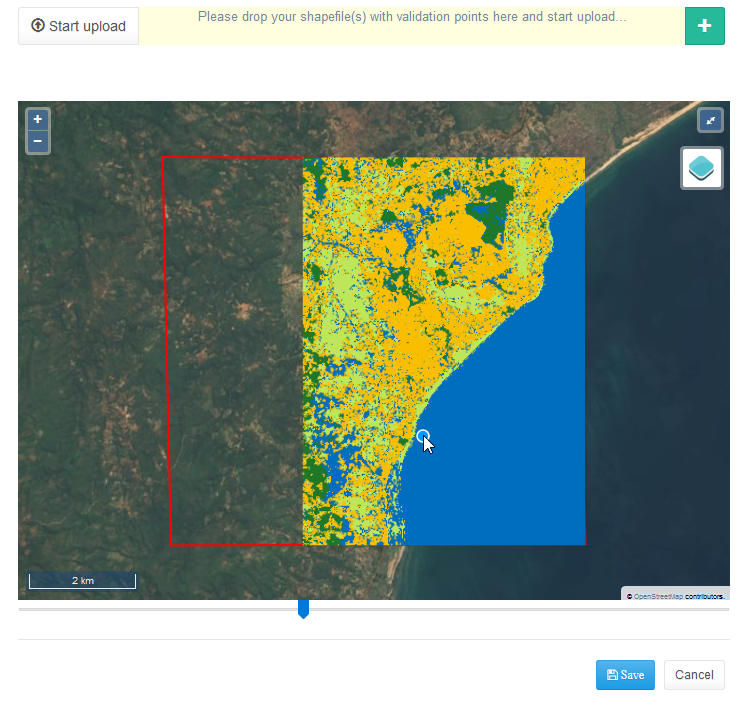 Start upload
Please drop your shapefile(s) with validation points here and start upload...
+
+
−
2 km
© OpenStreetMap contributors.
Save
Cancel